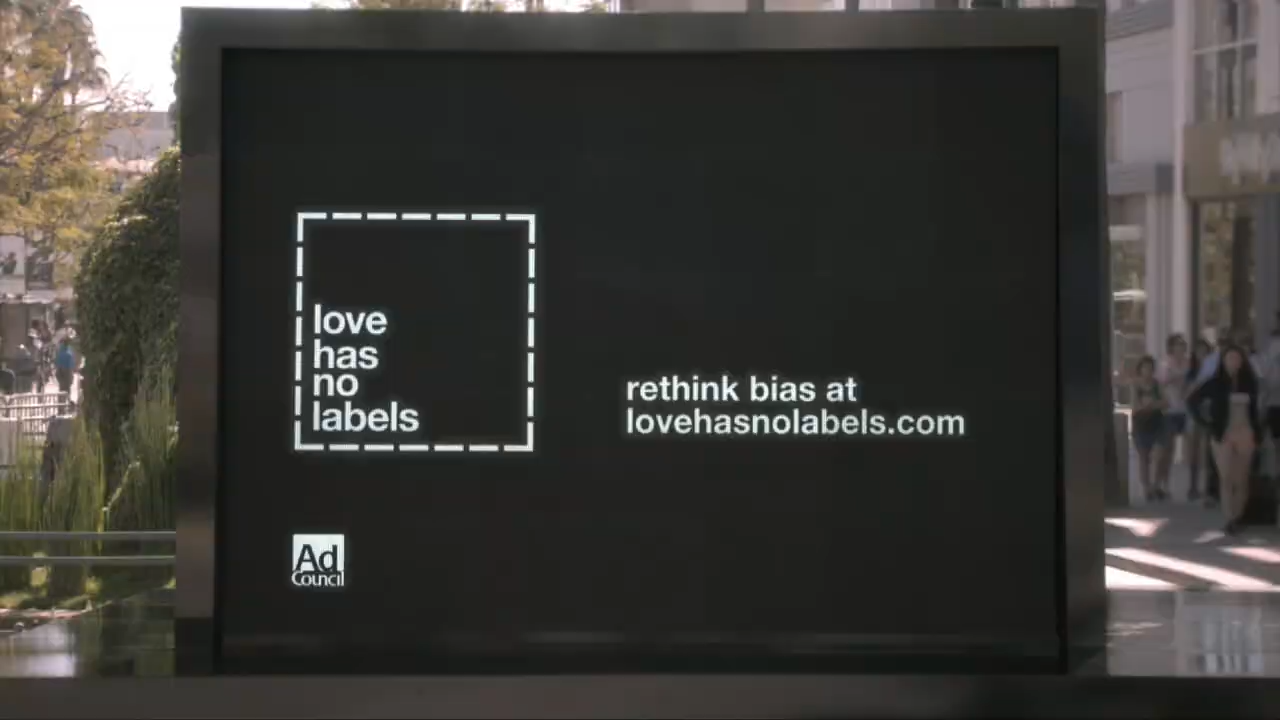 love
has
no
labels
rethink bias at
lovehasnolabels.com
Ad
Council